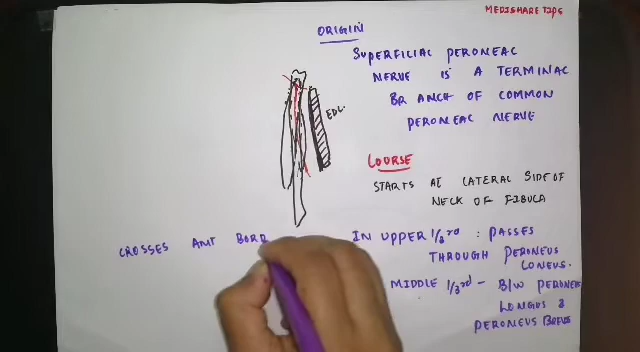 MEDISHARE TIPS
ORIGIN
SUPERFICIAL PERONEAL
NERVE IS A TERMINAL
BRANCH OF COMMON
PERONEAL NERVE
EDL.
COURSE
STARTS AT LATERAL SIDE OF
NECK OF FIBULA
IN UPPER 1/3rd : PASSES
THROUGH PERONEUS
LONGUS.
MIDDLE 1/3rd - B/W PERONEUS
LONGUS &
PERONEUS BREVIS
CROSSES ANT BORR